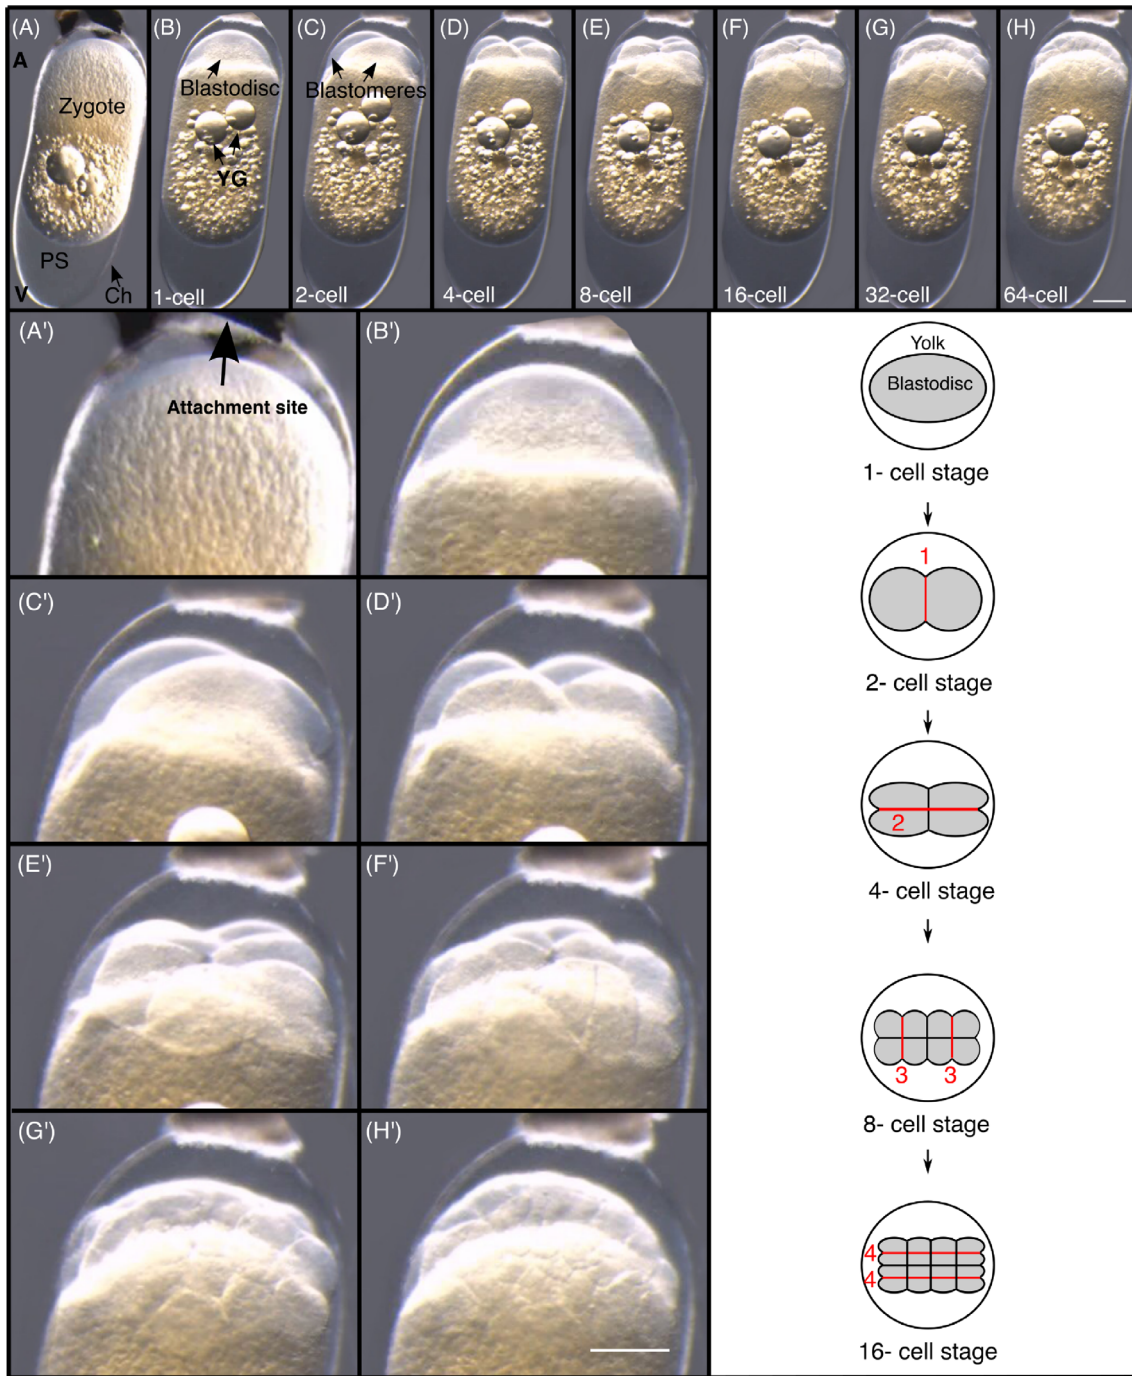 (A)
A
Zygote
PS
V
Ch
(B)
Blastodisc
YG
1-cell
(C)
Blastomeres
2-cell
(D)
4-cell
(E)
8-cell
(F)
16-cell
(G)
32-cell
(H)
64-cell
(A')
Attachment site
(B')
(C')
(D')
(E')
(F')
(G')
(H')
Yolk
Blastodisc
1- cell stage
1
2- cell stage
2
4- cell stage
3 3
8- cell stage
4
4
16- cell stage